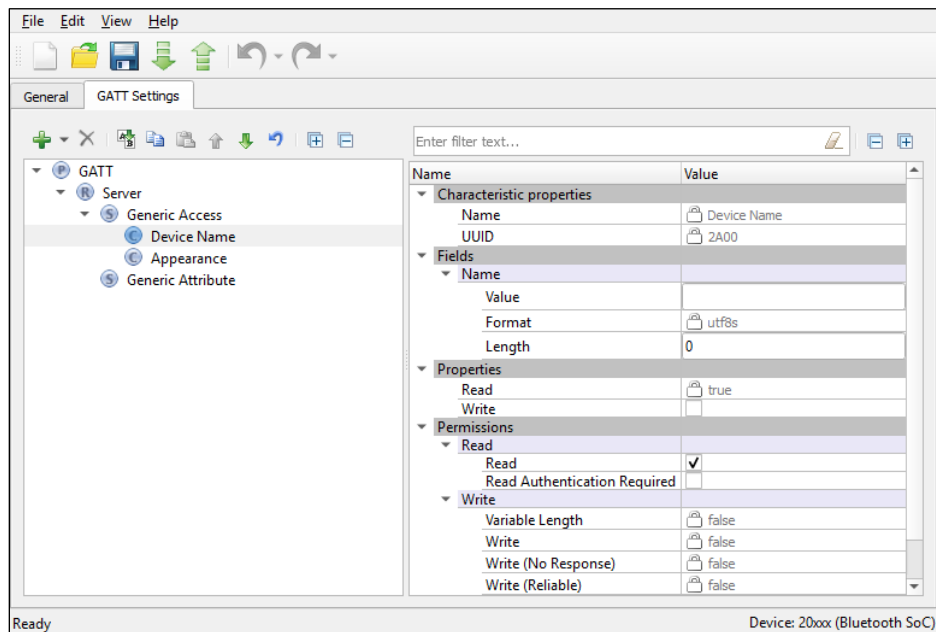 File Edit View Help
General GATT Settings
Enter filter text...
P GATT
R Server
S Generic Access
C Device Name
C Appearance
S Generic Attribute
Name Value
Characteristic properties
Name Device Name
UUID 2A00
Fields
Name
Value
Format utf8s
Length 0
Properties
Read true
Write
Permissions
Read
Read
Read Authentication Required
Write
Variable Length false
Write false
Write (No Response) false
Write (Reliable) false
Ready Device: 20xxx (Bluetooth SoC)